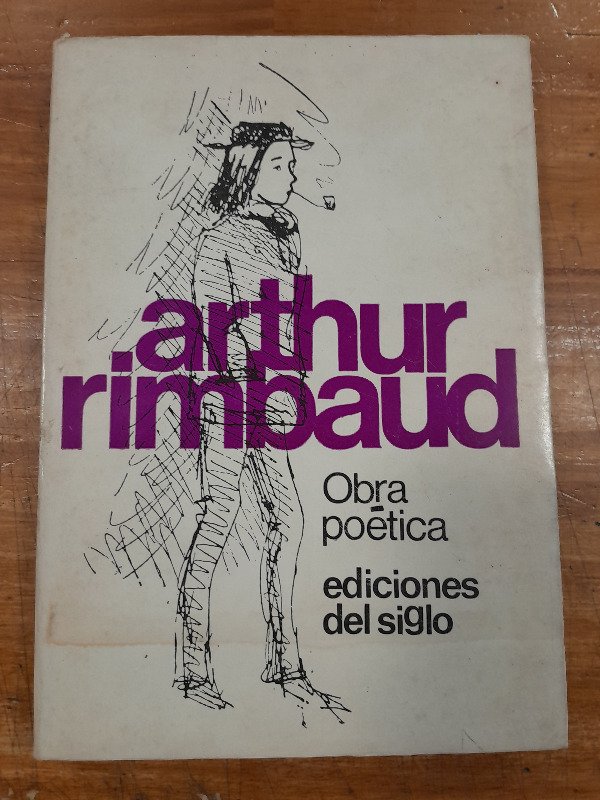 arthur
rimbaud
Obra
poética
ediciones
del siglo